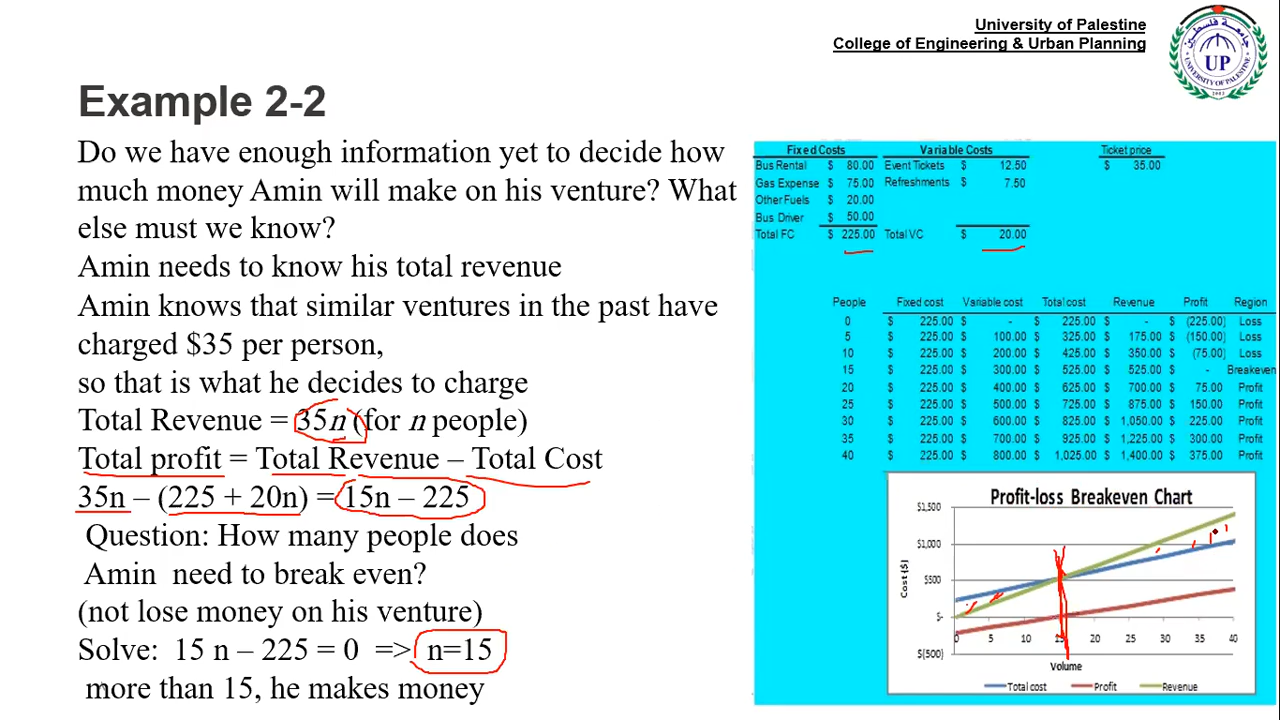 University of Palestine
College of Engineering & Urban Planning
UP
UNIVERSITY OF PALESTINE
Example 2-2
Do we have enough information yet to decide how
much money Amin will make on his venture? What
else must we know?
Amin needs to know his total revenue
Amin knows that similar ventures in the past have
charged $35 per person,
so that is what he decides to charge
Total Revenue = 35n (for n people)
Total profit = Total Revenue – Total Cost
35n – (225 + 20n) = 15n – 225
Question: How many people does
Amin need to break even?
(not lose money on his venture)
Solve: 15 n – 225 = 0 => n=15
more than 15, he makes money
Fixed Costs Variable Costs Ticket price
Bus Rental $ 80.00 Event Tickets $ 12.50 $ 35.00
Gas Expense $ 75.00 Refreshments $ 7.50
Other Fuels $ 20.00
Bus Driver $ 50.00
Total FC $ 225.00 Total VC $ 20.00
People Fixed cost Variable cost Total cost Revenue Profit Region
0 $ 225.00 $ - $ 225.00 $ - $ (225.00) Loss
5 $ 225.00 $ 100.00 $ 325.00 $ 175.00 $ (150.00) Loss
10 $ 225.00 $ 200.00 $ 425.00 $ 350.00 $ (75.00) Loss
15 $ 225.00 $ 300.00 $ 525.00 $ 525.00 $ - Breakeven
20 $ 225.00 $ 400.00 $ 625.00 $ 700.00 $ 75.00 Profit
25 $ 225.00 $ 500.00 $ 725.00 $ 875.00 $ 150.00 Profit
30 $ 225.00 $ 600.00 $ 825.00 $ 1,050.00 $ 225.00 Profit
35 $ 225.00 $ 700.00 $ 925.00 $ 1,225.00 $ 300.00 Profit
40 $ 225.00 $ 800.00 $ 1,025.00 $ 1,400.00 $ 375.00 Profit
Profit-loss Breakeven Chart
$1,500
$1,000
$500
$-
$(500)
Cost ($)
0 5 10 15 20 25 30 35 40
Volume
Total cost Profit Revenue